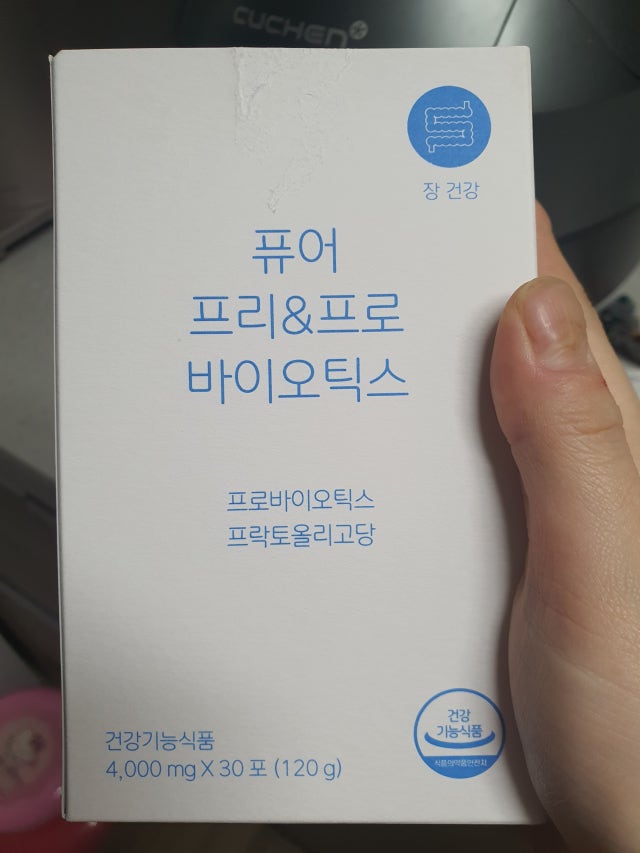 CUCHEN
장 건강
퓨어
프리&프로
바이오틱스
프로바이오틱스
프락토올리고당
건강기능식품
4,000 mg X 30 포 (120 g)
건강
기능식품
식품의약품안전처